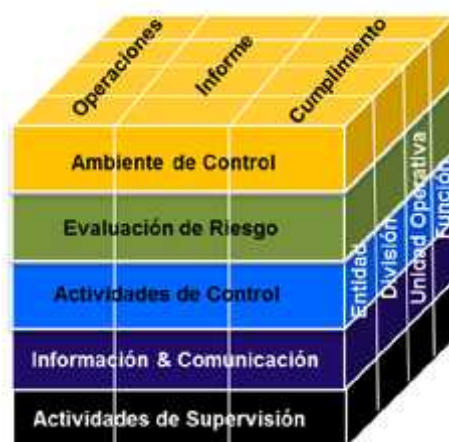 Operaciones
Informe
Cumplimiento
Ambiente de Control
Evaluación de Riesgo
Actividades de Control
Información & Comunicación
Actividades de Supervisión
Entidad
División
Unidad Operativa
Función